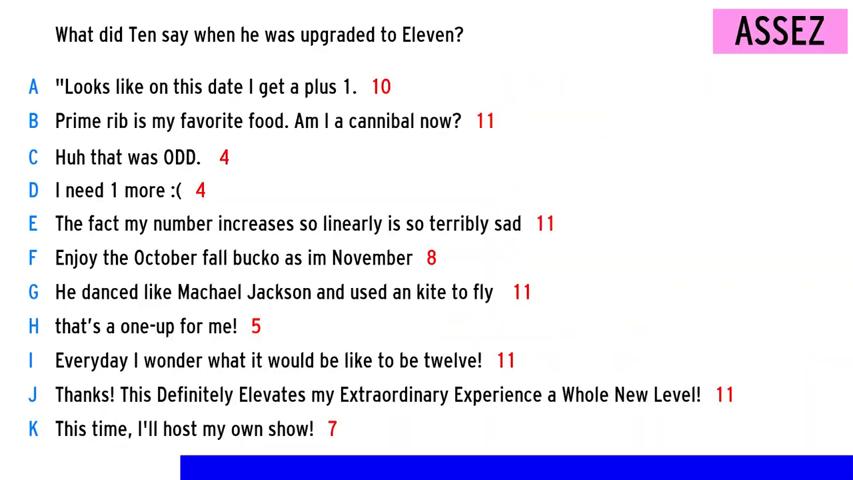 What did Ten say when he was upgraded to Eleven?
ASSEZ
A "Looks like on this date I get a plus 1. 10
B Prime rib is my favorite food. Am I a cannibal now? 11
C Huh that was ODD. 4
D I need 1 more :( 4
E The fact my number increases so linearly is so terribly sad 11
F Enjoy the October fall bucko as im November 8
G He danced like Machael Jackson and used an kite to fly 11
H that's a one-up for me! 5
I Everyday I wonder what it would be like to be twelve! 11
J Thanks! This Definitely Elevates my Extraordinary Experience a Whole New Level! 11
K This time, I'll host my own show! 7